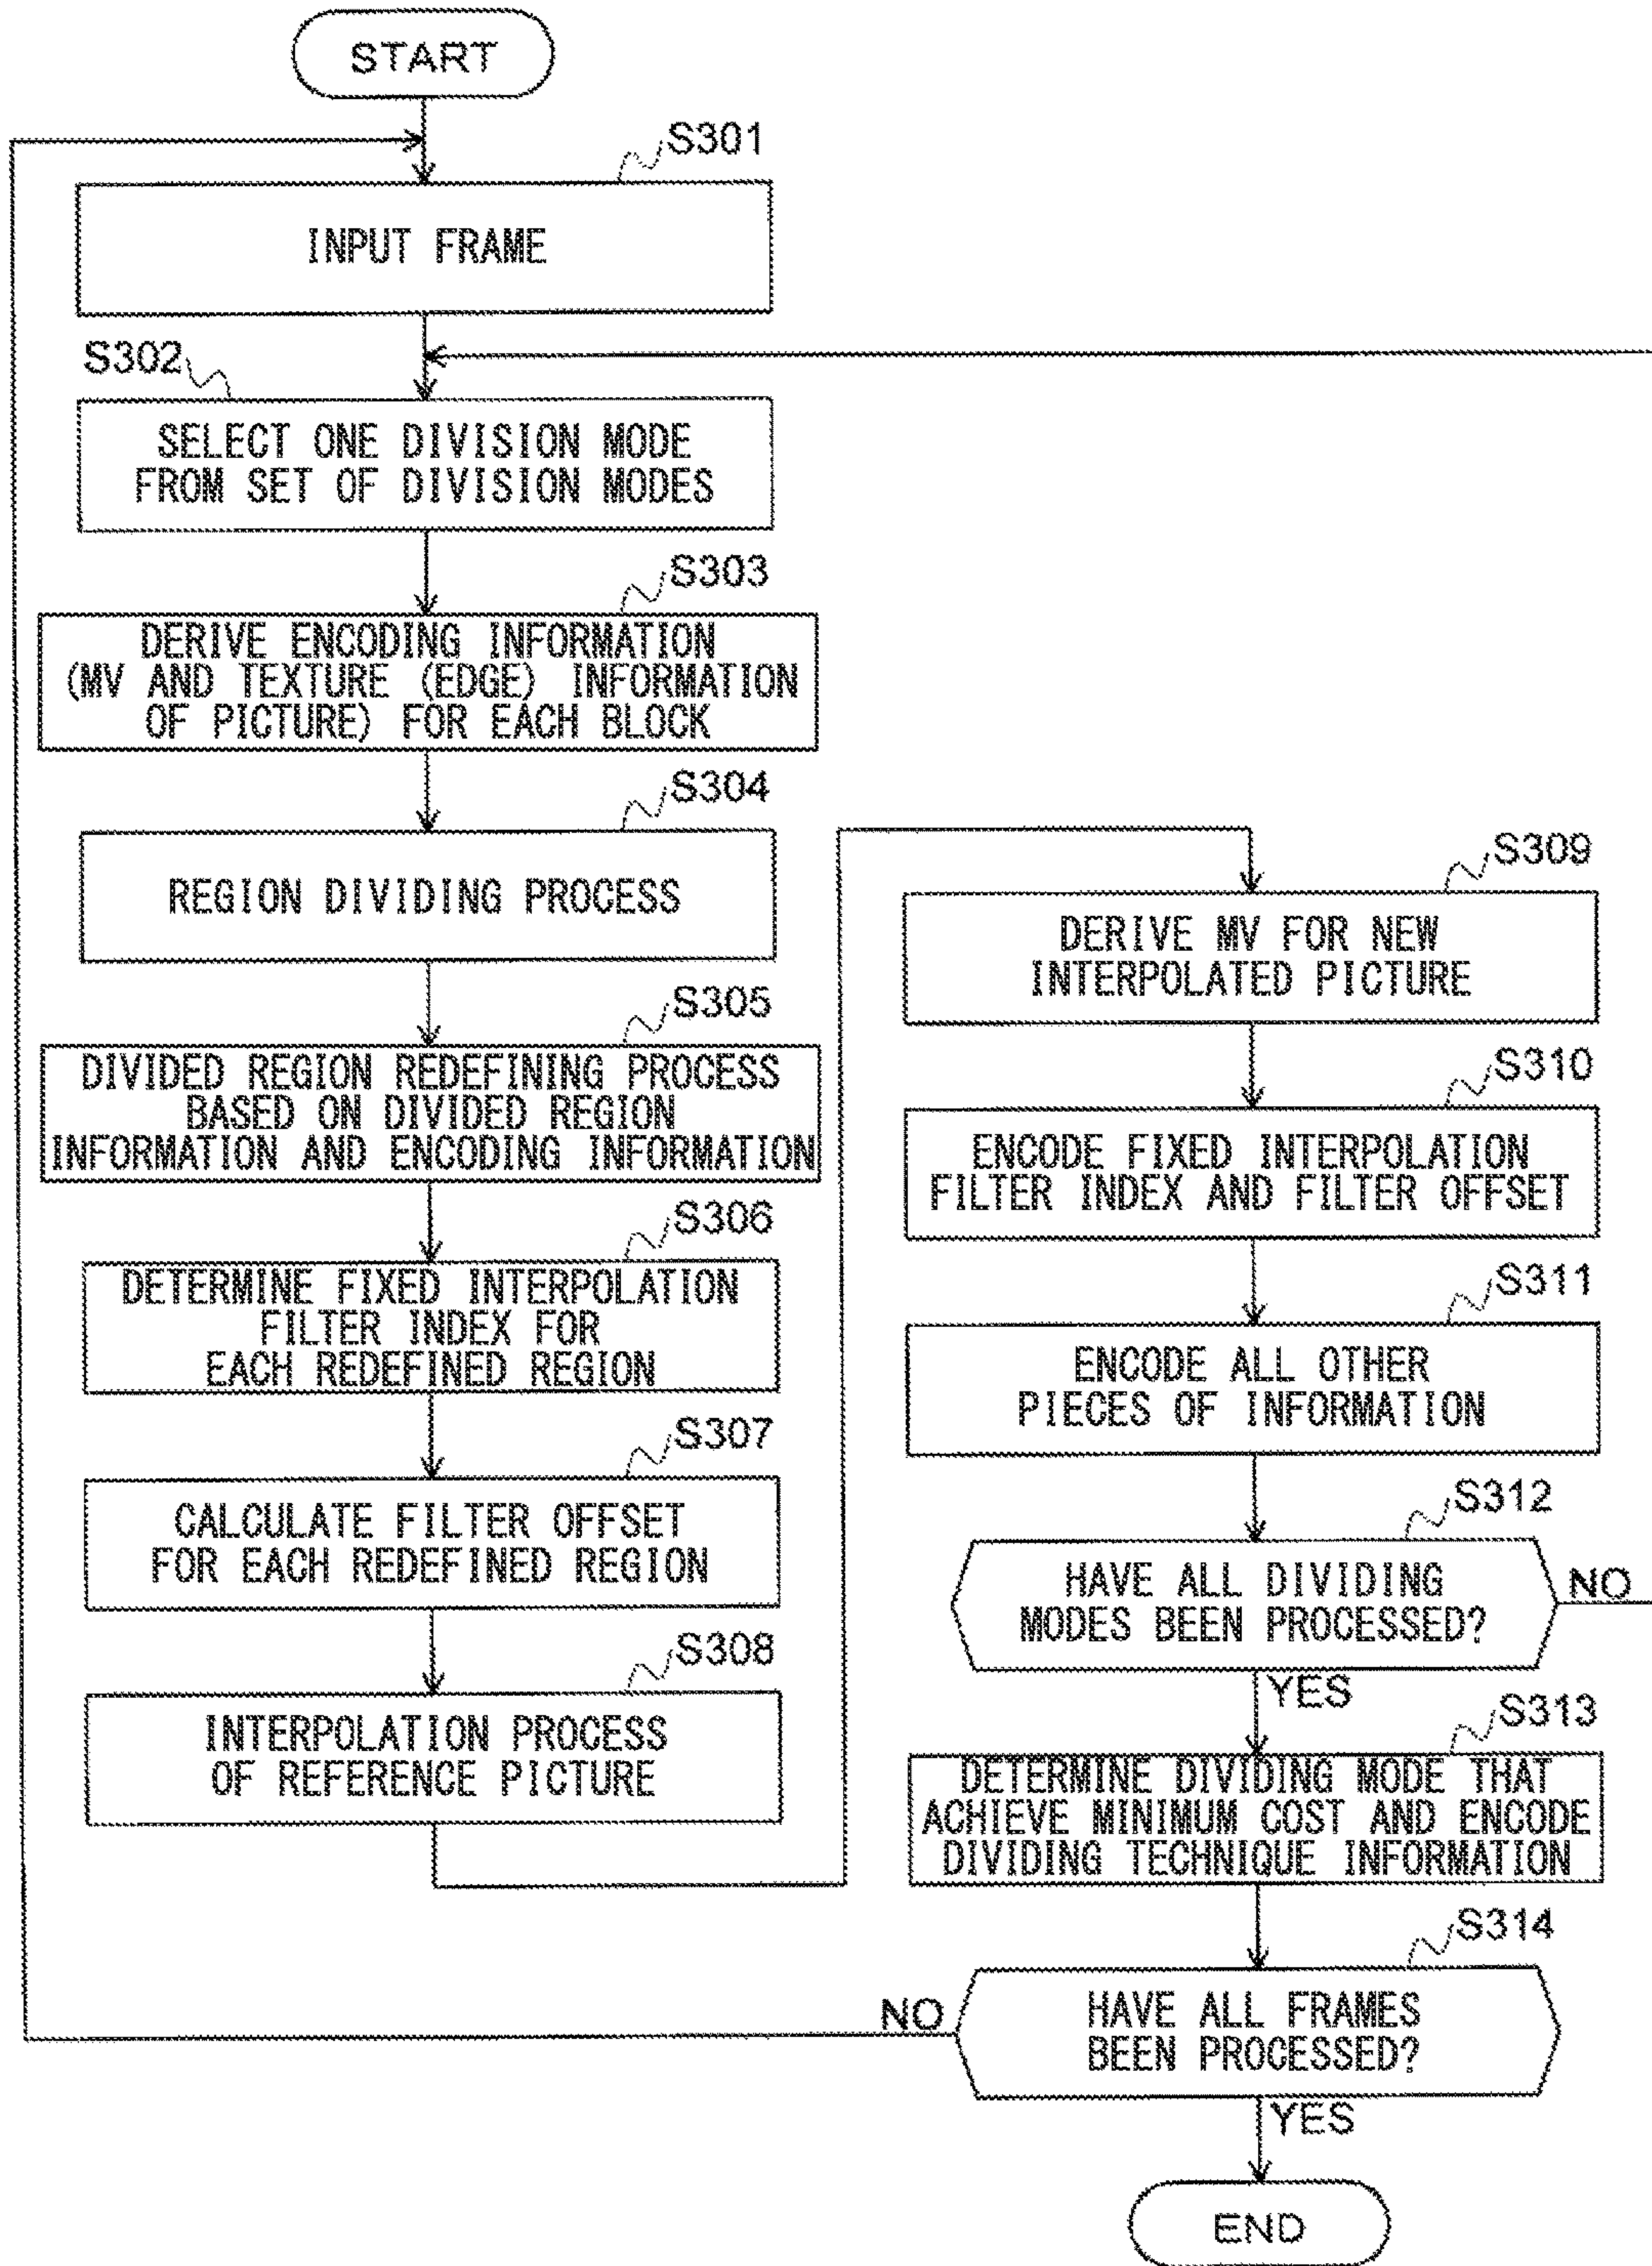 START
S301
INPUT FRAME
S302
SELECT ONE DIVISION MODE
FROM SET OF DIVISION MODES
S303
DERIVE ENCODING INFORMATION
(MV AND TEXTURE (EDGE) INFORMATION
OF PICTURE) FOR EACH BLOCK
S304
REGION DIVIDING PROCESS
S305
DIVIDED REGION REDEFINING PROCESS
BASED ON DIVIDED REGION
INFORMATION AND ENCODING INFORMATION
S306
DETERMINE FIXED INTERPOLATION
FILTER INDEX FOR
EACH REDEFINED REGION
S307
CALCULATE FILTER OFFSET
FOR EACH REDEFINED REGION
S308
INTERPOLATION PROCESS
OF REFERENCE PICTURE
S309
DERIVE MV FOR NEW
INTERPOLATED PICTURE
S310
ENCODE FIXED INTERPOLATION
FILTER INDEX AND FILTER OFFSET
S311
ENCODE ALL OTHER
PIECES OF INFORMATION
S312
HAVE ALL DIVIDING
MODES BEEN PROCESSED?
NO
YES
S313
DETERMINE DIVIDING MODE THAT
ACHIEVE MINIMUM COST AND ENCODE
DIVIDING TECHNIQUE INFORMATION
S314
HAVE ALL FRAMES
BEEN PROCESSED?
NO
YES
END